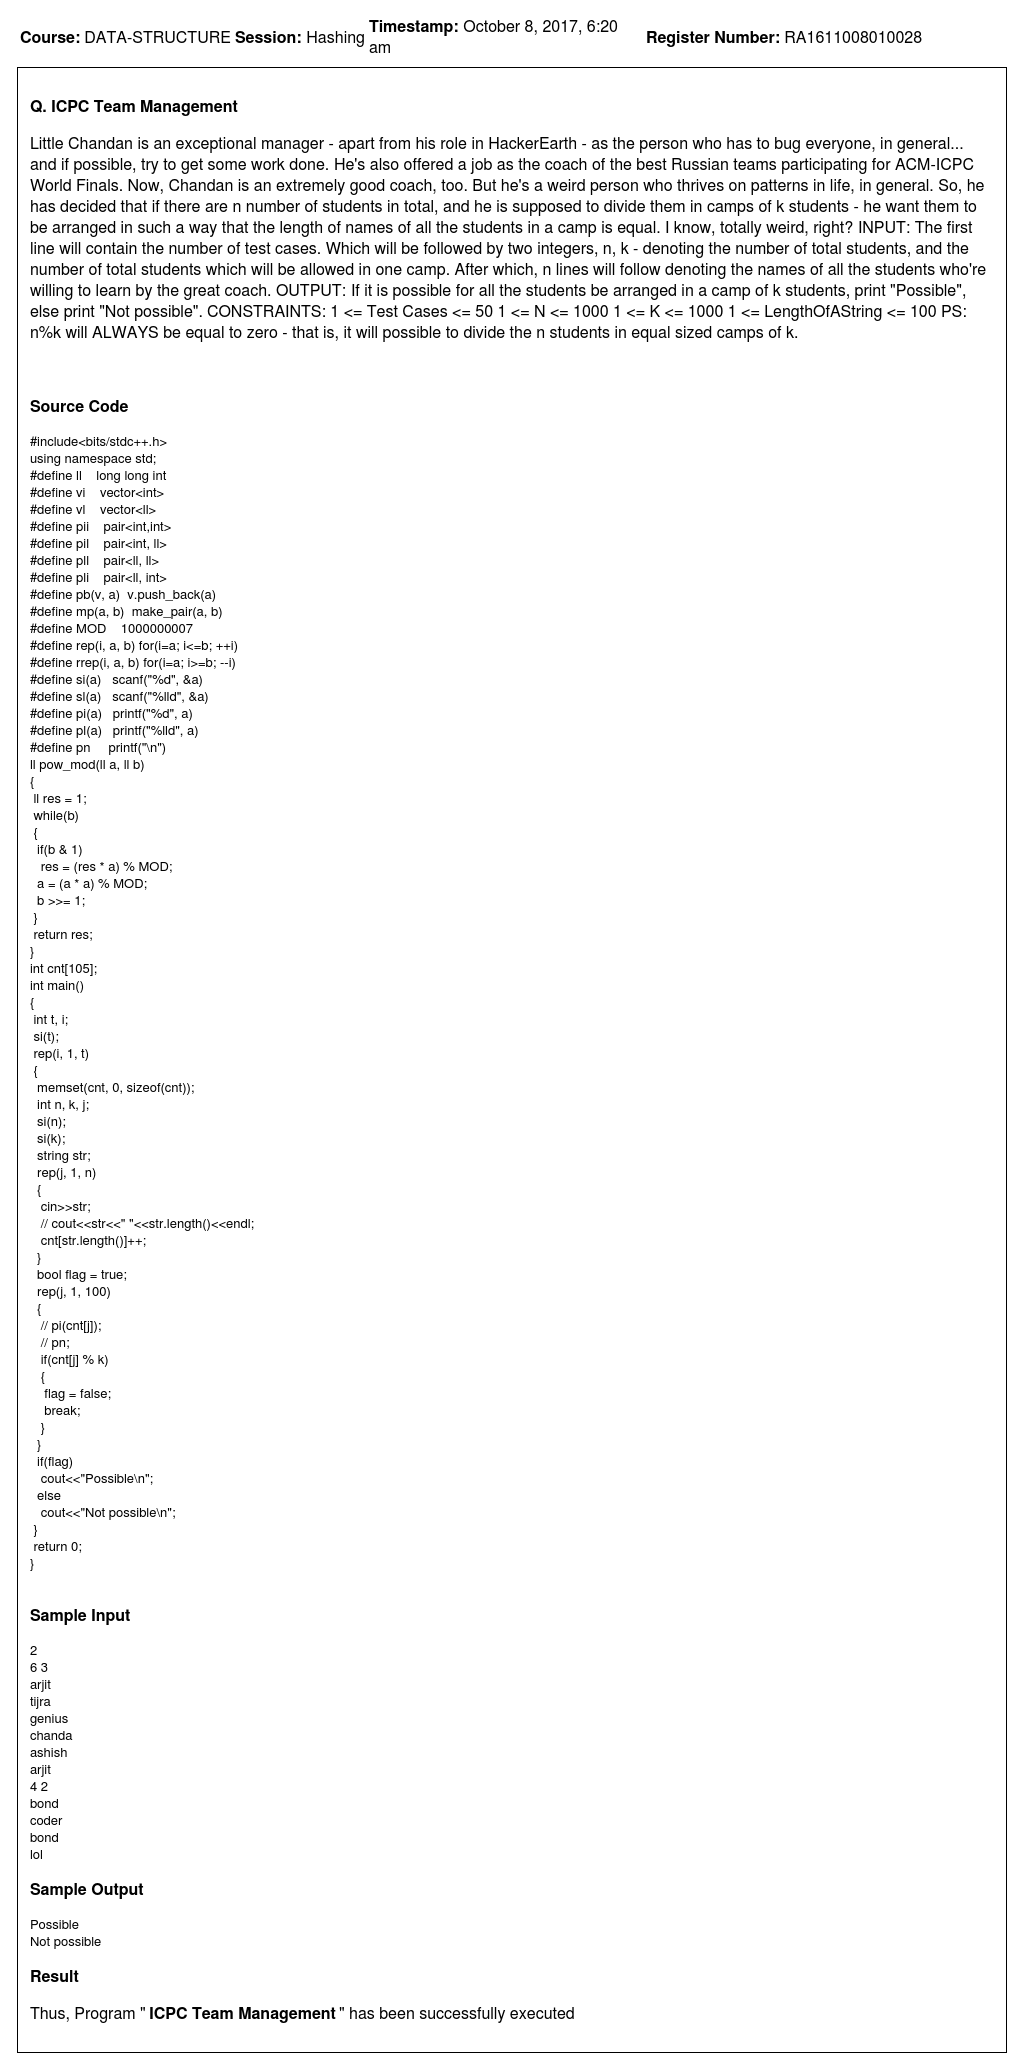 Course: DATA-STRUCTURE Session: Hashing Timestamp: October 8, 2017, 6:20 am Register Number: RA1611008010028
Q. ICPC Team Management
Little Chandan is an exceptional manager - apart from his role in HackerEarth - as the person who has to bug everyone, in general...
and if possible, try to get some work done. He's also offered a job as the coach of the best Russian teams participating for ACM-ICPC
World Finals. Now, Chandan is an extremely good coach, too. But he's a weird person who thrives on patterns in life, in general. So, he
has decided that if there are n number of students in total, and he is supposed to divide them in camps of k students - he want them to
be arranged in such a way that the length of names of all the students in a camp is equal. I know, totally weird, right? INPUT: The first
line will contain the number of test cases. Which will be followed by two integers, n, k - denoting the number of total students, and the
number of total students which will be allowed in one camp. After which, n lines will follow denoting the names of all the students who're
willing to learn by the great coach. OUTPUT: If it is possible for all the students be arranged in a camp of k students, print "Possible",
else print "Not possible". CONSTRAINTS: 1 <= Test Cases <= 50 1 <= N <= 1000 1 <= K <= 1000 1 <= LengthOfAString <= 100 PS:
n%k will ALWAYS be equal to zero - that is, it will possible to divide the n students in equal sized camps of k.
Source Code
#include<bits/stdc++.h>
using namespace std;
#define ll    long long int
#define vi    vector<int>
#define vl    vector<ll>
#define pii    pair<int,int>
#define pil    pair<int, ll>
#define pll    pair<ll, ll>
#define pli    pair<ll, int>
#define pb(v, a)  v.push_back(a)
#define mp(a, b)  make_pair(a, b)
#define MOD    1000000007
#define rep(i, a, b) for(i=a; i<=b; ++i)
#define rrep(i, a, b) for(i=a; i>=b; --i)
#define si(a)   scanf("%d", &a)
#define sl(a)   scanf("%lld", &a)
#define pi(a)   printf("%d", a)
#define pl(a)   printf("%lld", a)
#define pn     printf("\n")
ll pow_mod(ll a, ll b)
{
 ll res = 1;
 while(b)
 {
  if(b & 1)
   res = (res * a) % MOD;
  a = (a * a) % MOD;
  b >>= 1;
 }
 return res;
}
int cnt[105];
int main()
{
 int t, i;
 si(t);
 rep(i, 1, t)
 {
  memset(cnt, 0, sizeof(cnt));
  int n, k, j;
  si(n);
  si(k);
  string str;
  rep(j, 1, n)
  {
   cin>>str;
   // cout<<str<<" "<<str.length()<<endl;
   cnt[str.length()]++;
  }
  bool flag = true;
  rep(j, 1, 100)
  {
   // pi(cnt[j]);
   // pn;
   if(cnt[j] % k)
   {
    flag = false;
    break;
   }
  }
  if(flag)
   cout<<"Possible\n";
  else
   cout<<"Not possible\n";
 }
 return 0;
}
Sample Input
2
6 3
arjit
tijra
genius
chanda
ashish
arjit
4 2
bond
coder
bond
lol
Sample Output
Possible
Not possible
Result
Thus, Program " ICPC Team Management " has been successfully executed